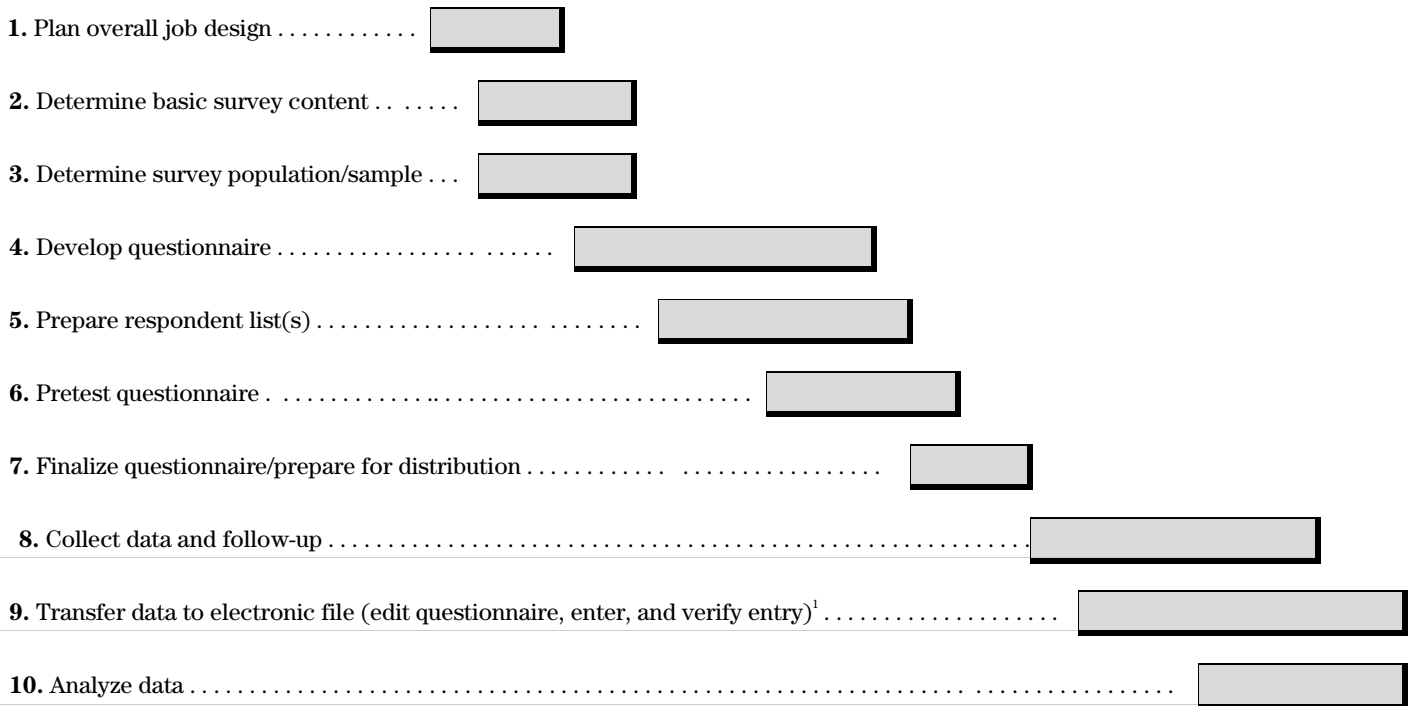 1. Plan overall job design . . . . . . . . . . . .
2. Determine basic survey content . .  . . . . . .
3. Determine survey population/sample . . .
4. Develop questionnaire . . . . . . . . . . . . . . . . .  . . . . . .
5. Prepare respondent list(s) . . . . . . . . . . . . . . . . . . .  . . . . . . . .
6. Pretest questionnaire .  . . . . . . . . . . . . .. . . . . . . . . . . . . . . . . . . . . . . . . . .
7. Finalize questionnaire/prepare for distribution . . . . . . . . . . . .   . . . . . . . . . . . . . . . . .
8. Collect data and follow-up . . . . . . . . . . . . . . . . . . . . . . . . . . . . . . . . . . . . . . . . . . . . . . . . . . . . . . . . . . .
9. Transfer data to electronic file (edit questionnaire, enter, and verify entry)¹ . . . . . . . . . . . . . . . . . . . .
10. Analyze data . . . . . . . . . . . . . . . . . . . . . . . . . . . . . . . . . . . . . . . . . . . . . . . . . . . . . . . . . . . . . . . . .  . . . . . . . . . . . . . . . . .